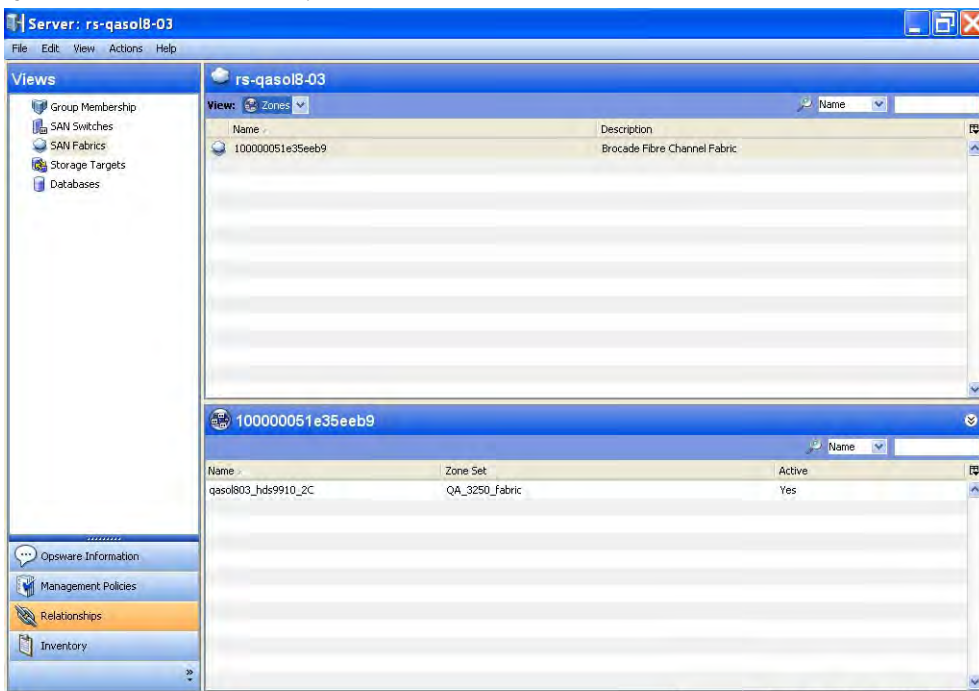 Server: rs-qasol8-03
File Edit View Actions Help
Views
Group Membership
SAN Switches
SAN Fabrics
Storage Targets
Databases
Opsware Information
Management Policies
Relationships
Inventory
rs-qasol8-03
View: Zones Name
Name Description
100000051e35eeb9 Brocade Fibre Channel Fabric
100000051e35eeb9
Name
Name Zone Set Active
qasol803_hds9910_2C QA_3250_fabric Yes